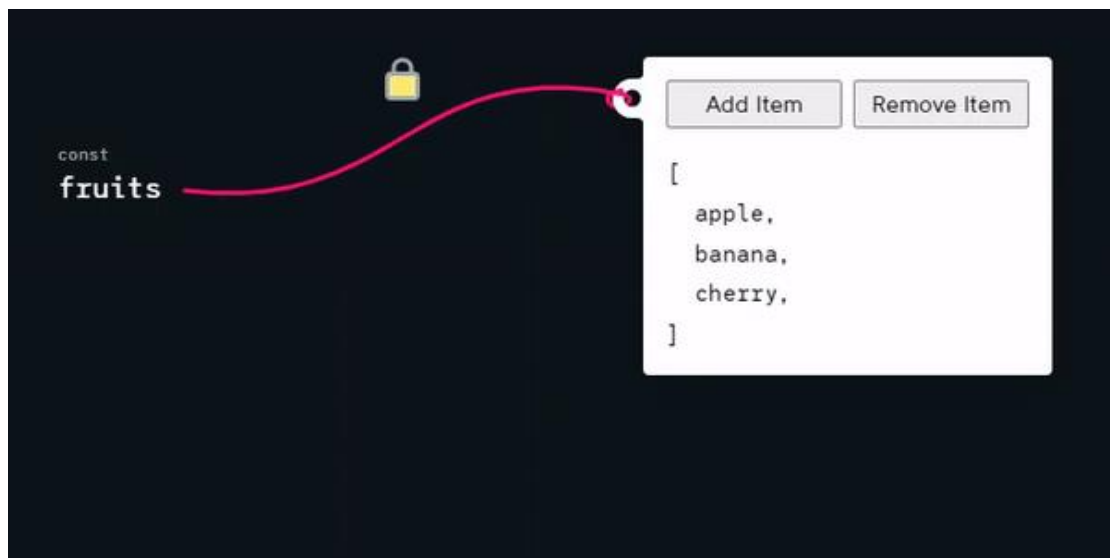 const
fruits
Add Item
Remove Item
[
apple,
banana,
cherry,
]